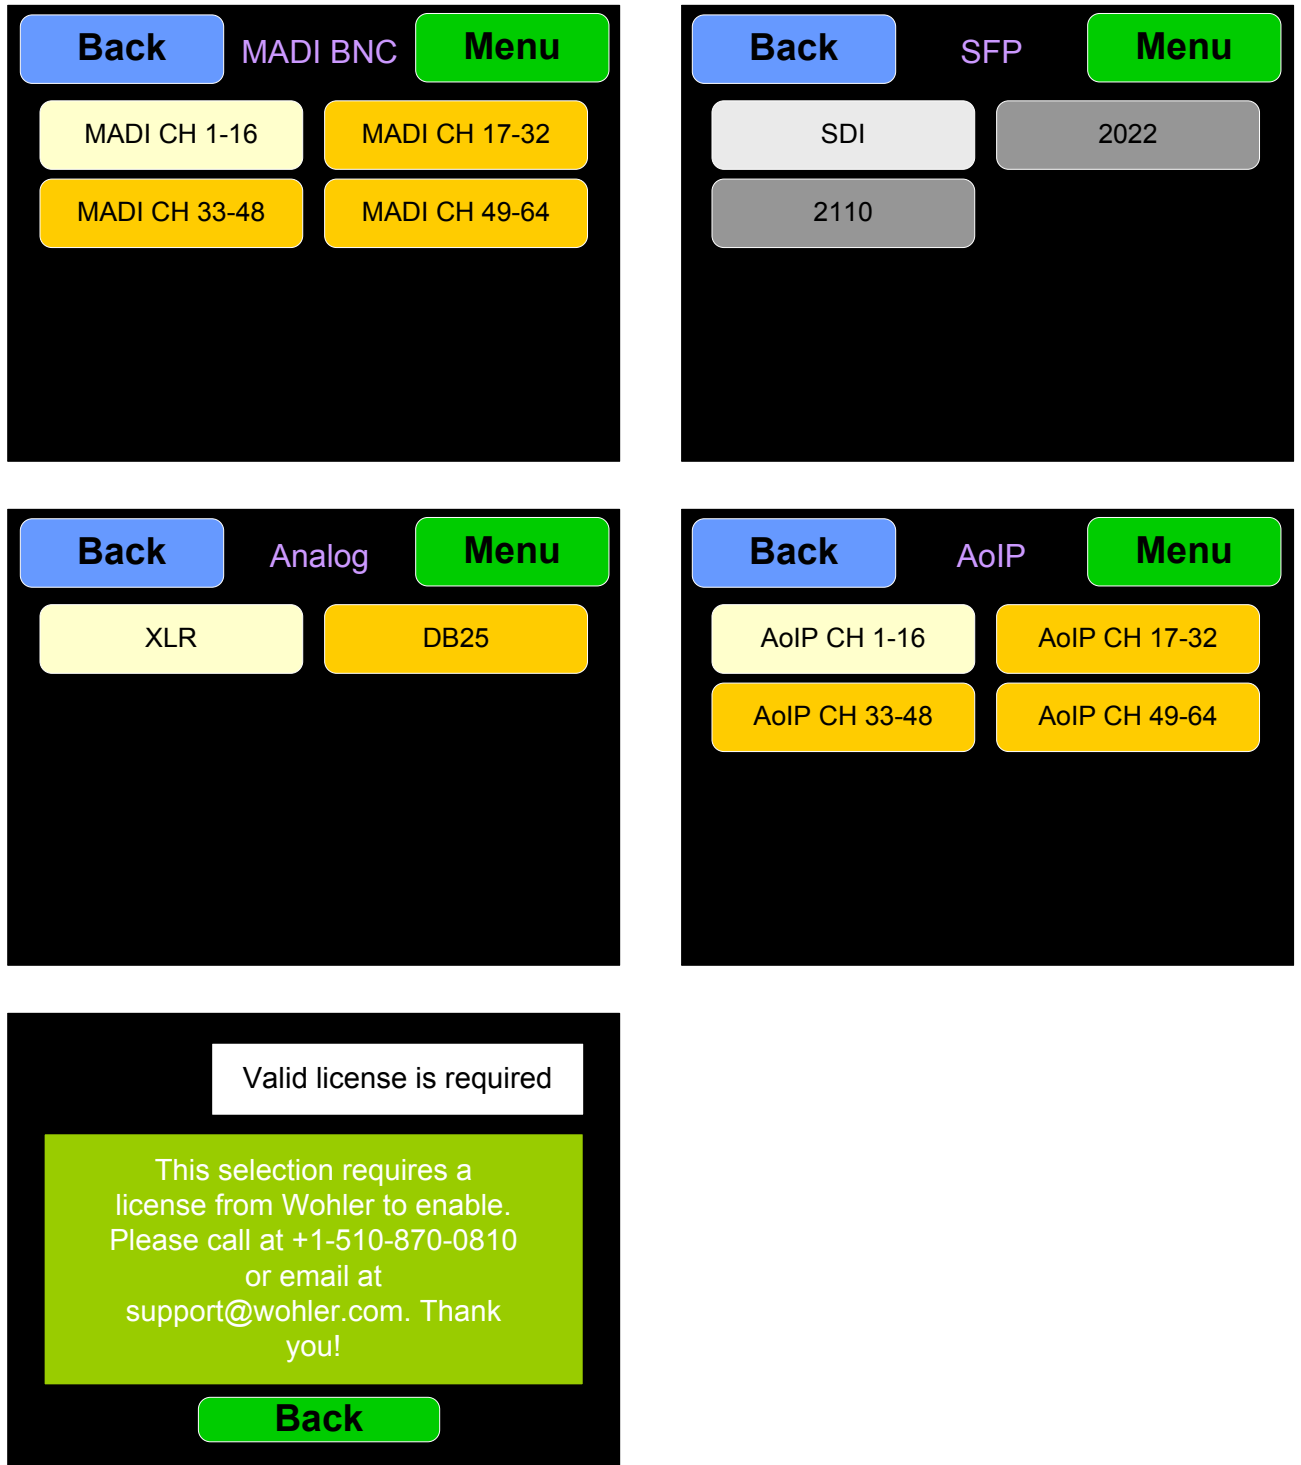 Back MADI BNC Menu
MADI CH 1-16 MADI CH 17-32
MADI CH 33-48 MADI CH 49-64
Back SFP Menu
SDI 2022
2110
Back Analog Menu
XLR DB25
Back AoIP Menu
AoIP CH 1-16 AoIP CH 17-32
AoIP CH 33-48 AoIP CH 49-64
Valid license is required
This selection requires a
license from Wohler to enable.
Please call at +1-510-870-0810
or email at
support@wohler.com. Thank
you!
Back